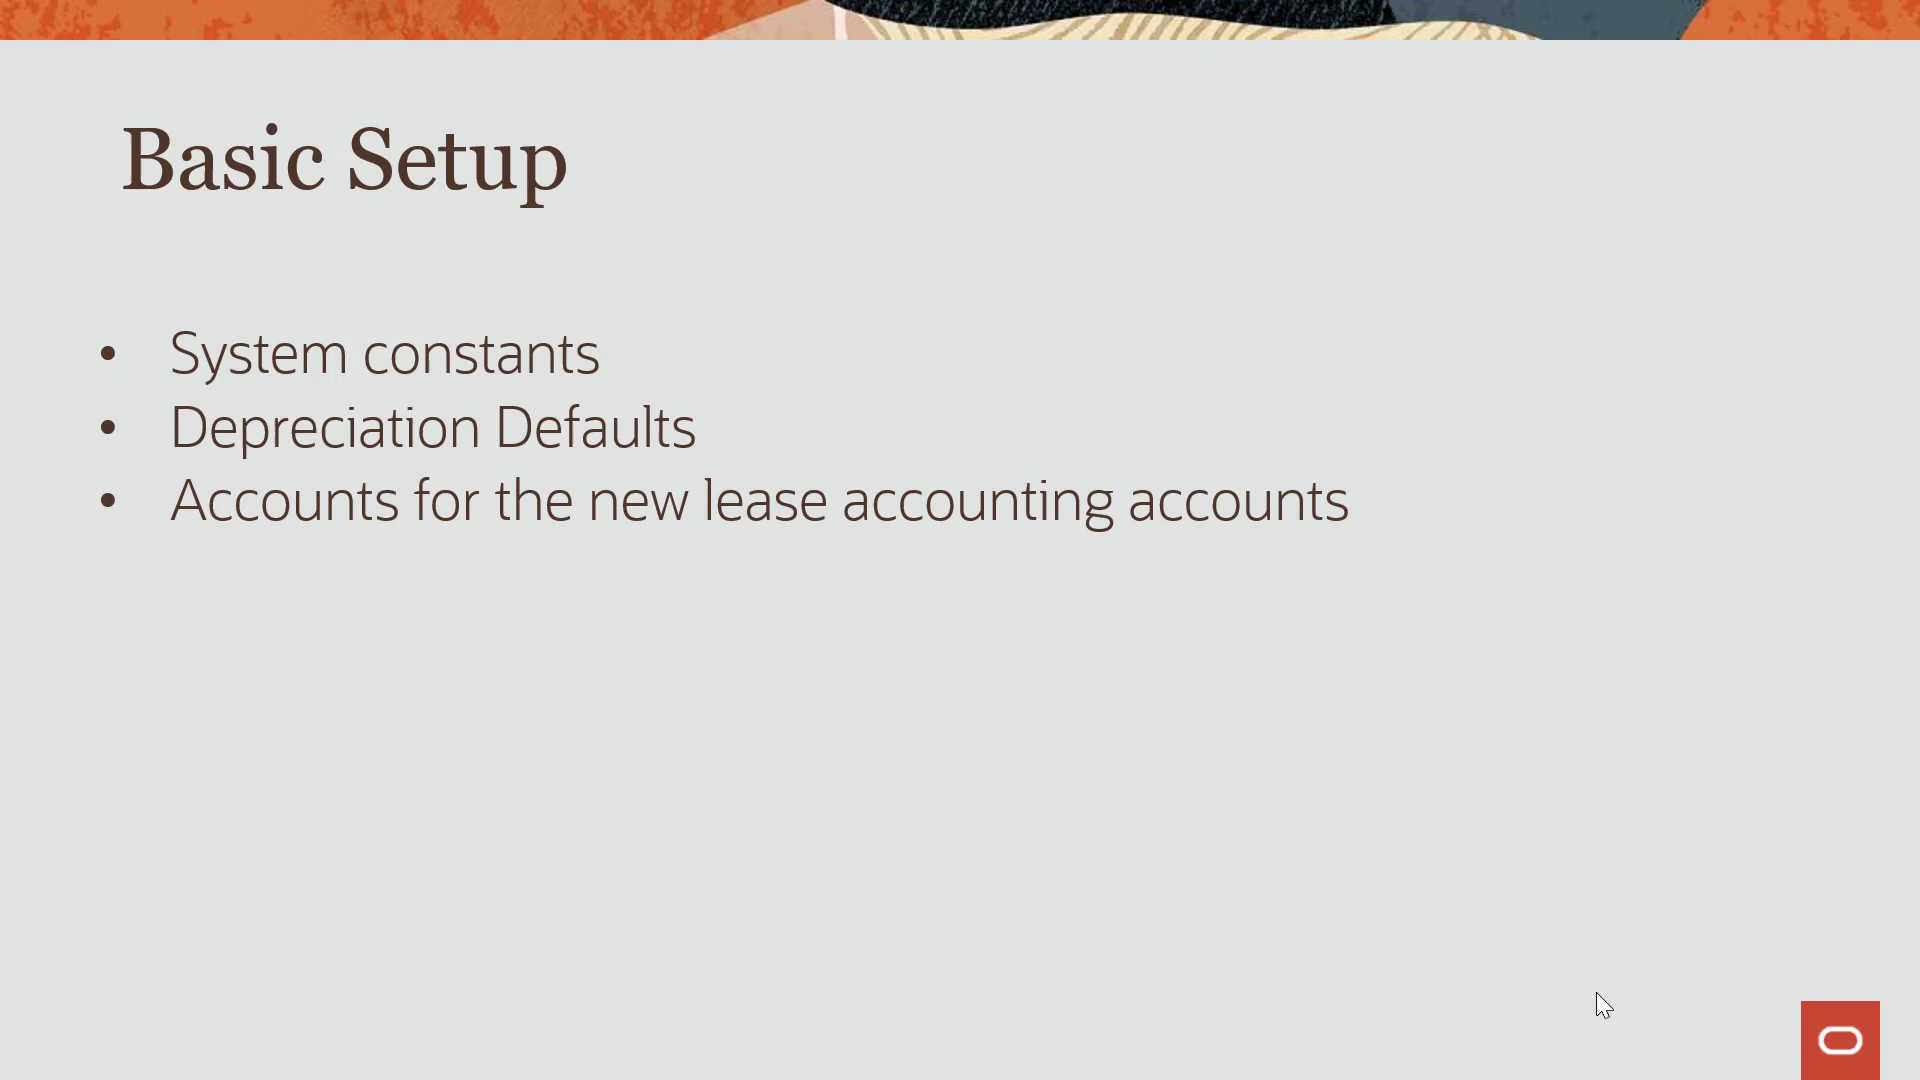 Basic Setup
• System constants
• Depreciation Defaults
• Accounts for the new lease accounting accounts